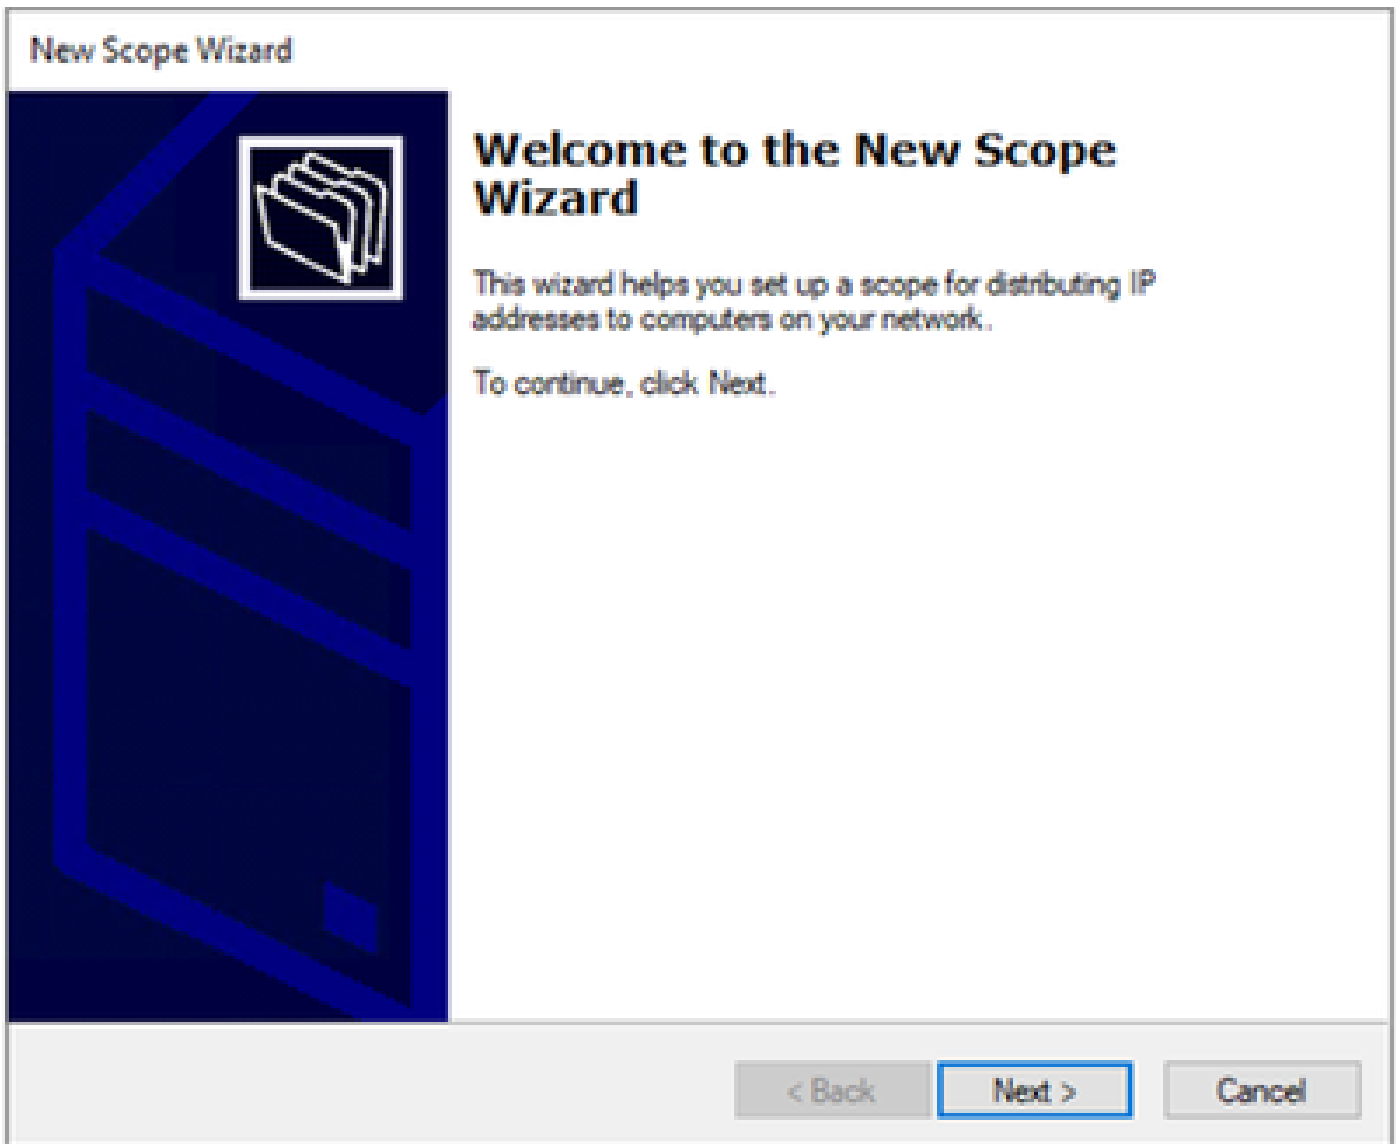 New Scope Wizard
Welcome to the New Scope
Wizard
This wizard helps you set up a scope for distributing IP
addresses to computers on your network.
To continue, click Next.
< Back
Next >
Cancel